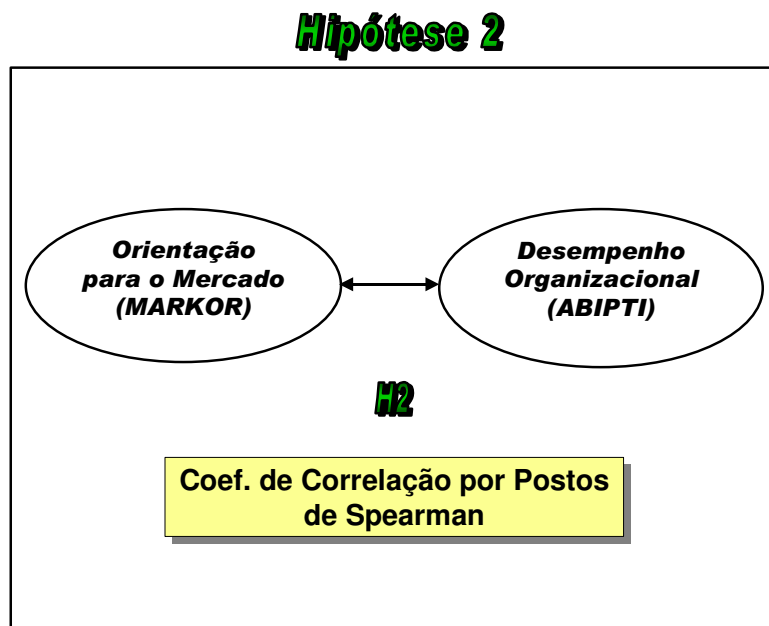 Hipótese 2
Orientação
para o Mercado
(MARKOR)
Desempenho
Organizacional
(ABIPTI)
H2
Coef. de Correlação por Postos
de Spearman